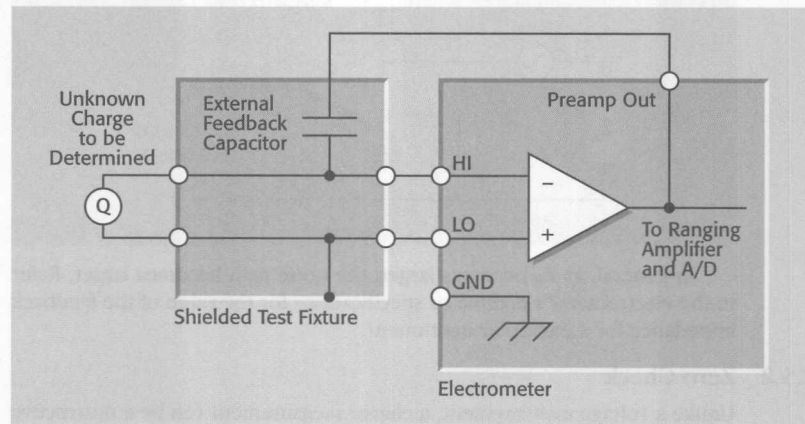 Unknown
Charge
to be
Determined
Q
External
Feedback
Capacitor
Shielded Test Fixture
Preamp Out
HI
LO
GND
−
+
To Ranging
Amplifier
and A/D
Electrometer